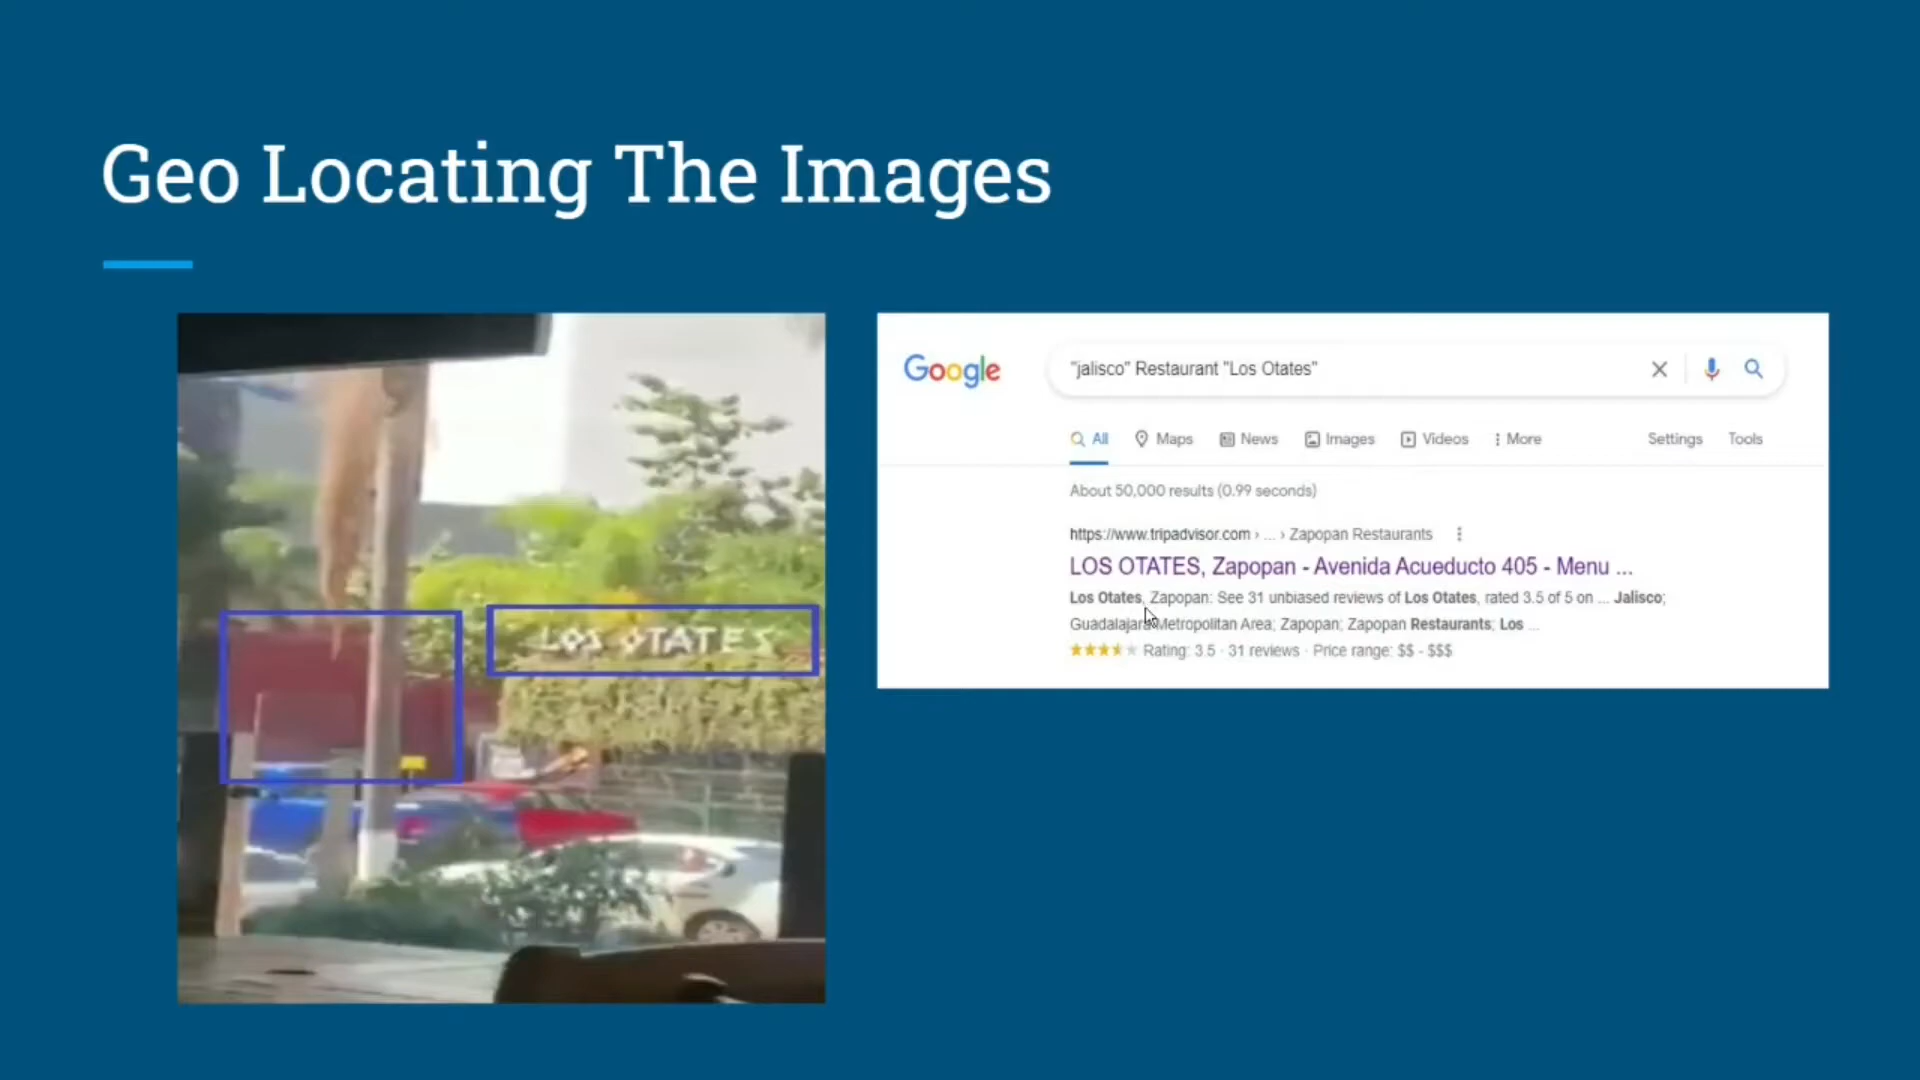 Geo Locating The Images
LOS OTATES
Google
"jalisco" Restaurant "Los Otates"
All Maps News Images Videos More Settings Tools
About 50,000 results (0.99 seconds)
https://www.tripadvisor.com › ... › Zapopan Restaurants
LOS OTATES, Zapopan - Avenida Acueducto 405 - Menu ...
Los Otates, Zapopan: See 31 unbiased reviews of Los Otates, rated 3.5 of 5 on ... Jalisco;
Guadalajara Metropolitan Area; Zapopan; Zapopan Restaurants; Los ...
Rating: 3.5 · 31 reviews · Price range: $$ - $$$